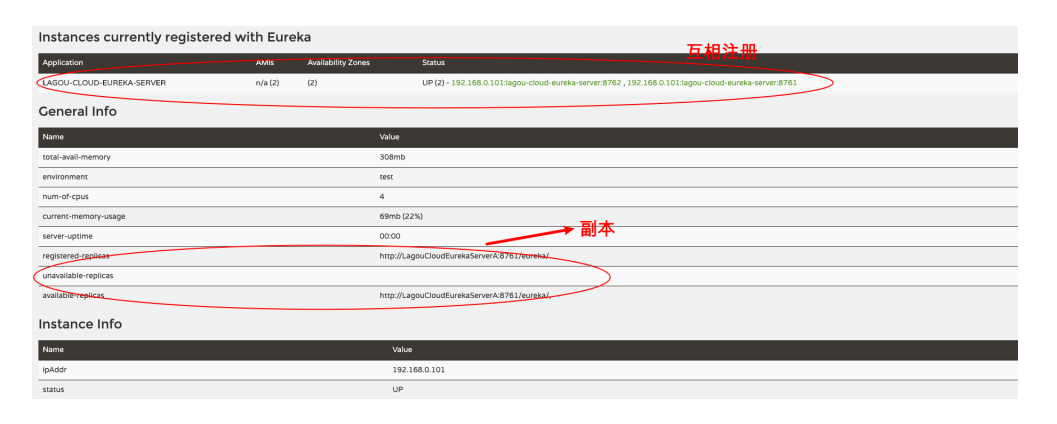 Instances currently registered with Eureka
互相注册
Application AMIs Availability Zones Status
LAGOU-CLOUD-EUREKA-SERVER n/a (2) (2) UP (2) - 192.168.0.101:lagou-cloud-eureka-server:8762 , 192.168.0.101:lagou-cloud-eureka-server:8761
General Info
Name Value
total-avail-memory 308mb
environment test
num-of-cpus 4
current-memory-usage 69mb (22%)
server-uptime 00:00
副本
registered-replicas http://LagouCloudEurekaServerA:8761/eureka/
unavailable-replicas
available-replicas http://LagouCloudEurekaServerA:8761/eureka/,
Instance Info
Name Value
ipAddr 192.168.0.101
status UP